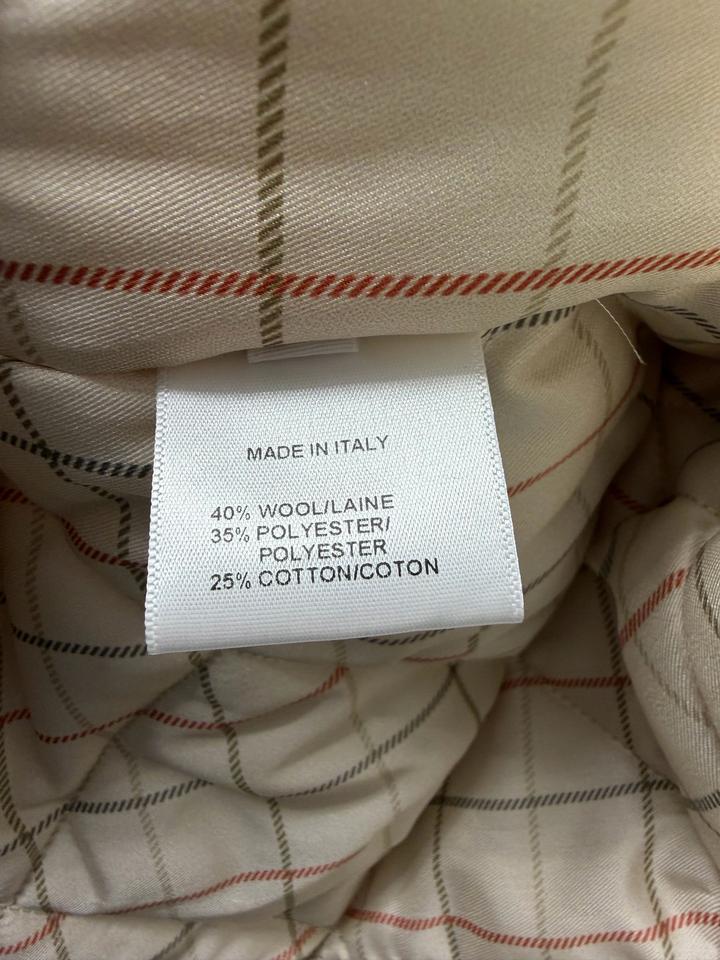 MADE IN ITALY
40% WOOL/LAINE
35% POLYESTER/
POLYESTER
25% COTTON/COTON